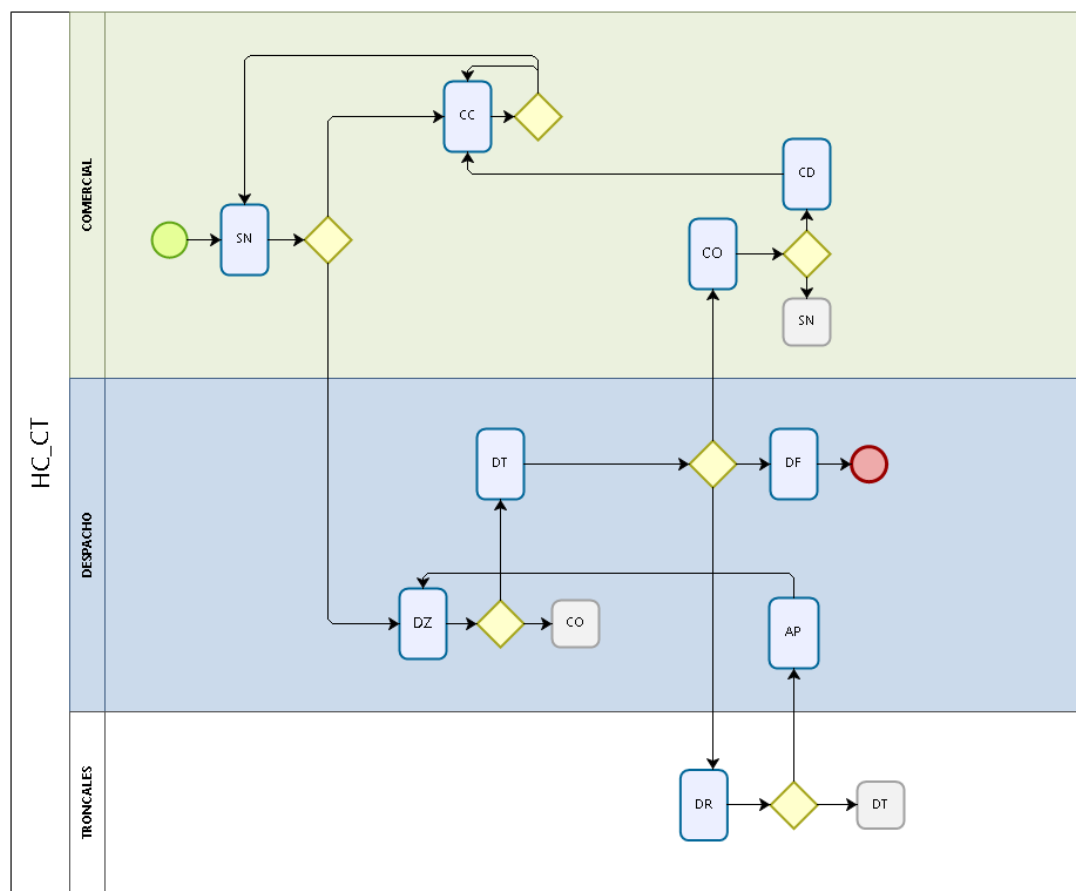 HC_CT
COMERCIAL
CC
CD
SN
CO
SN
DESPACHO
DT
DF
DZ
CO
AP
TRONCALES
DR
DT